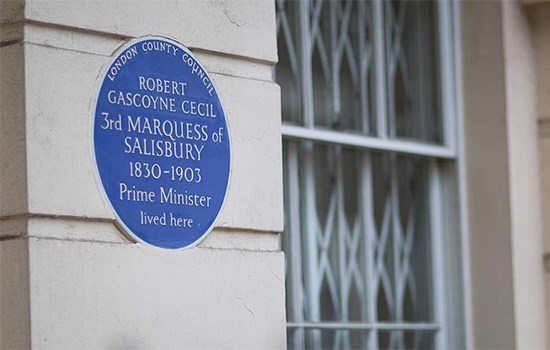 LONDON COUNTY COUNCIL
ROBERT
GASCOYNE CECIL
3rd MARQUESS of
SALISBURY
1830-1903
Prime Minister
lived here